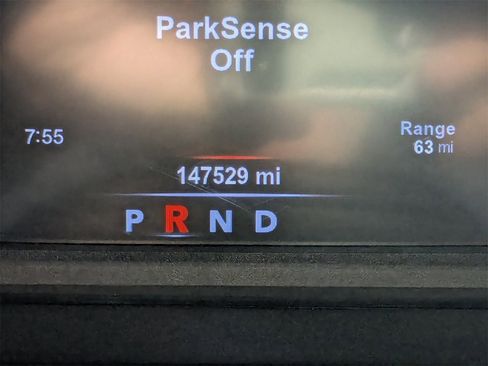 ParkSense
Off
7:55
Range
63 mi
147529 mi
P R N D